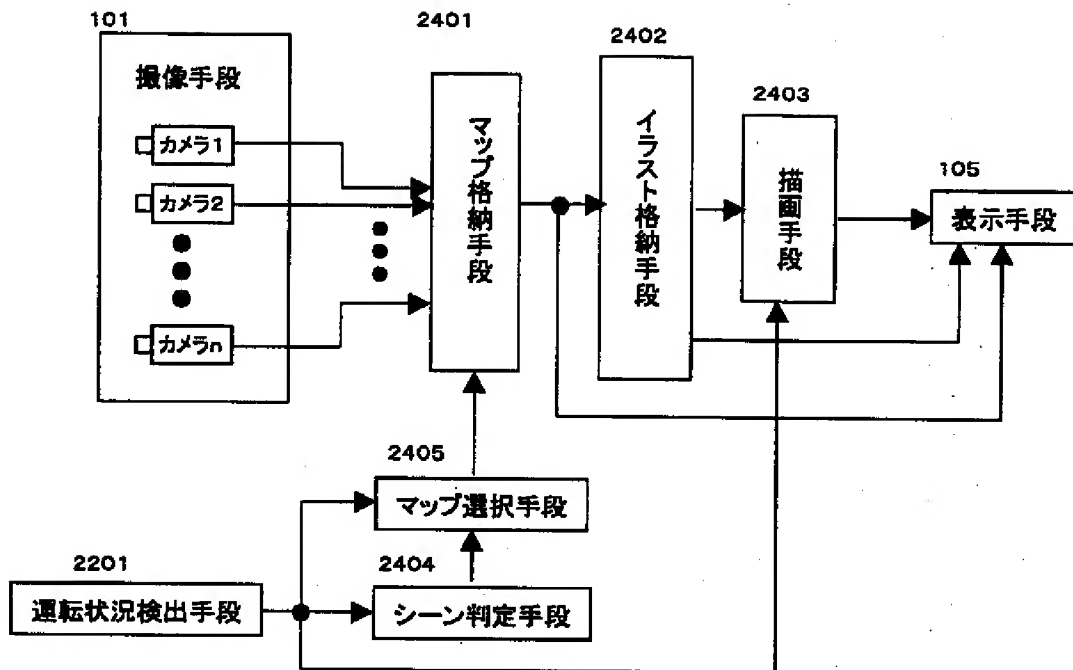 101
撮像手段
カメラ1
カメラ2
カメラn
2401
マップ格納手段
2402
イラスト格納手段
2403
描画手段
105
表示手段
2405
マップ選択手段
2404
シーン判定手段
2201
運転状況検出手段